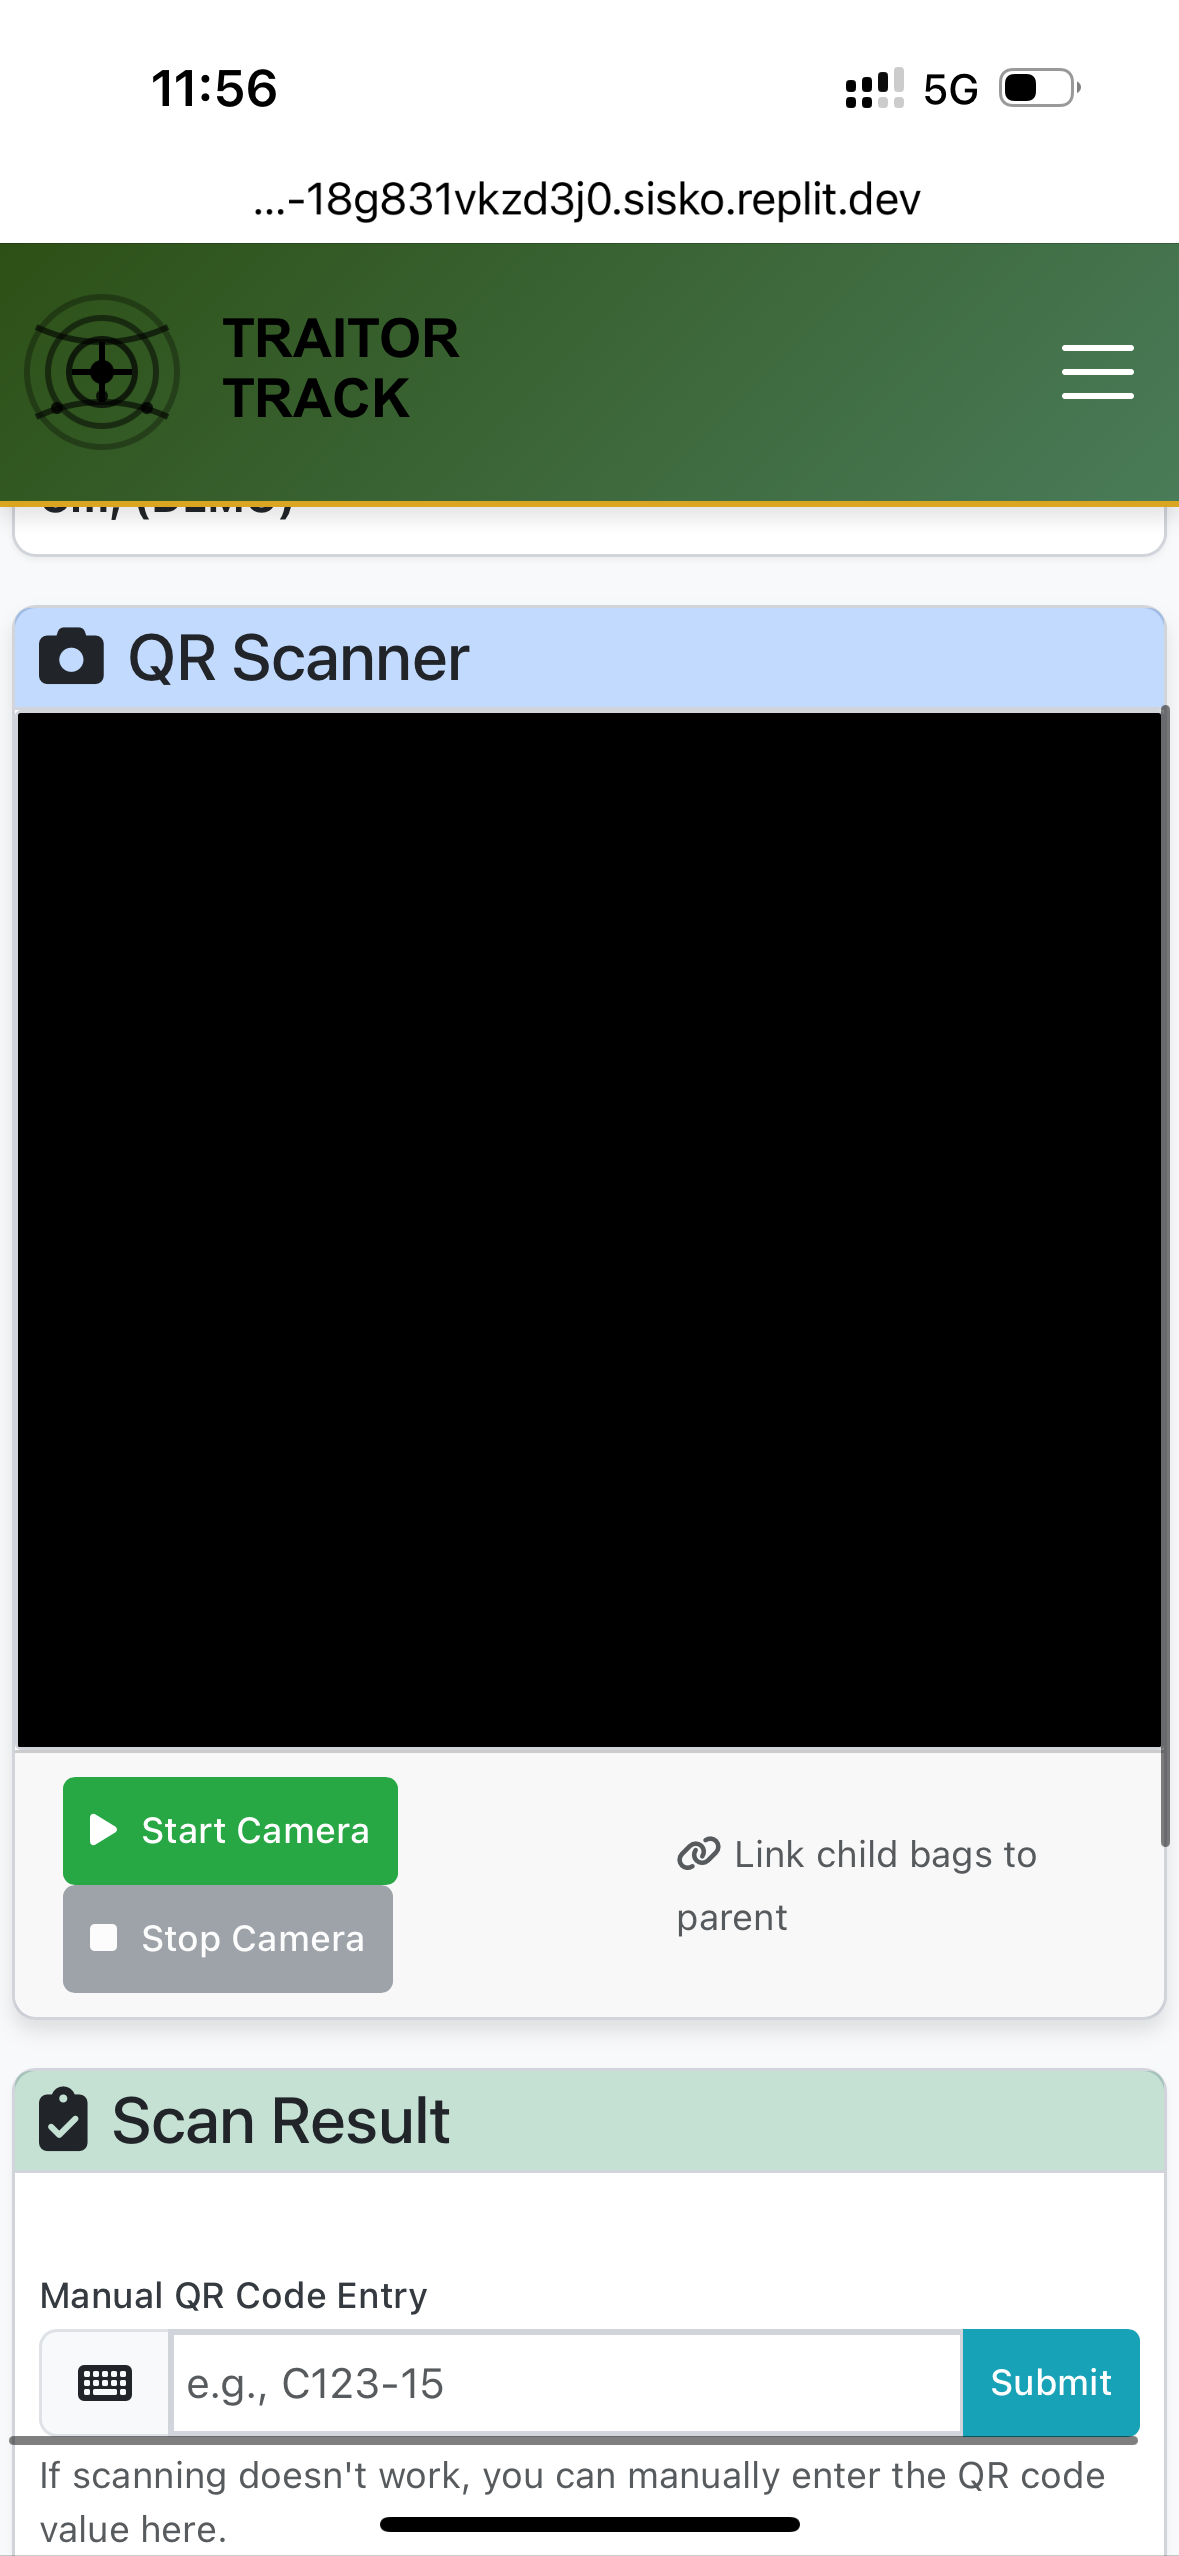 11:56
5G
...-18g831vkzd3j0.sisko.replit.dev
TRAITOR
TRACK
QR Scanner
Start Camera
Stop Camera
Link child bags to
parent
Scan Result
Manual QR Code Entry
e.g., C123-15
Submit
If scanning doesn't work, you can manually enter the QR code
value here.